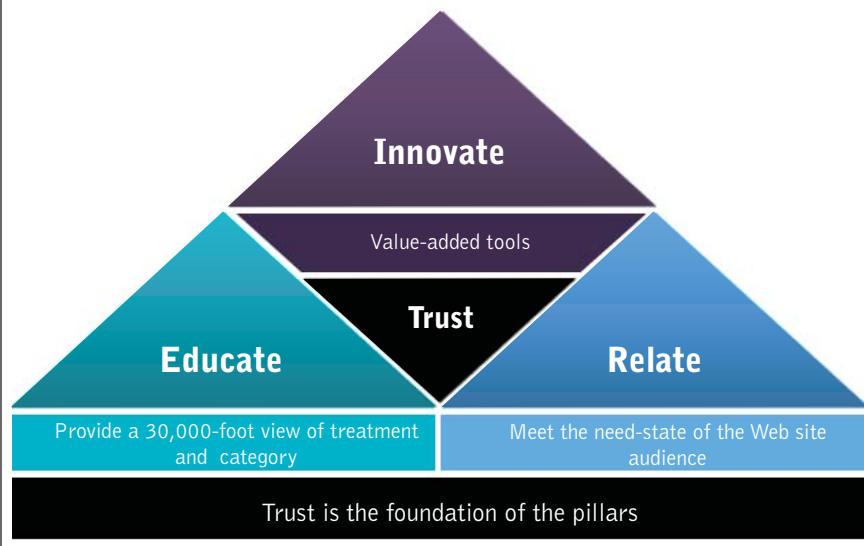 Innovate
Value-added tools
Trust
Educate
Relate
Provide a 30,000-foot view of treatment
and category
Meet the need-state of the Web site
audience
Trust is the foundation of the pillars